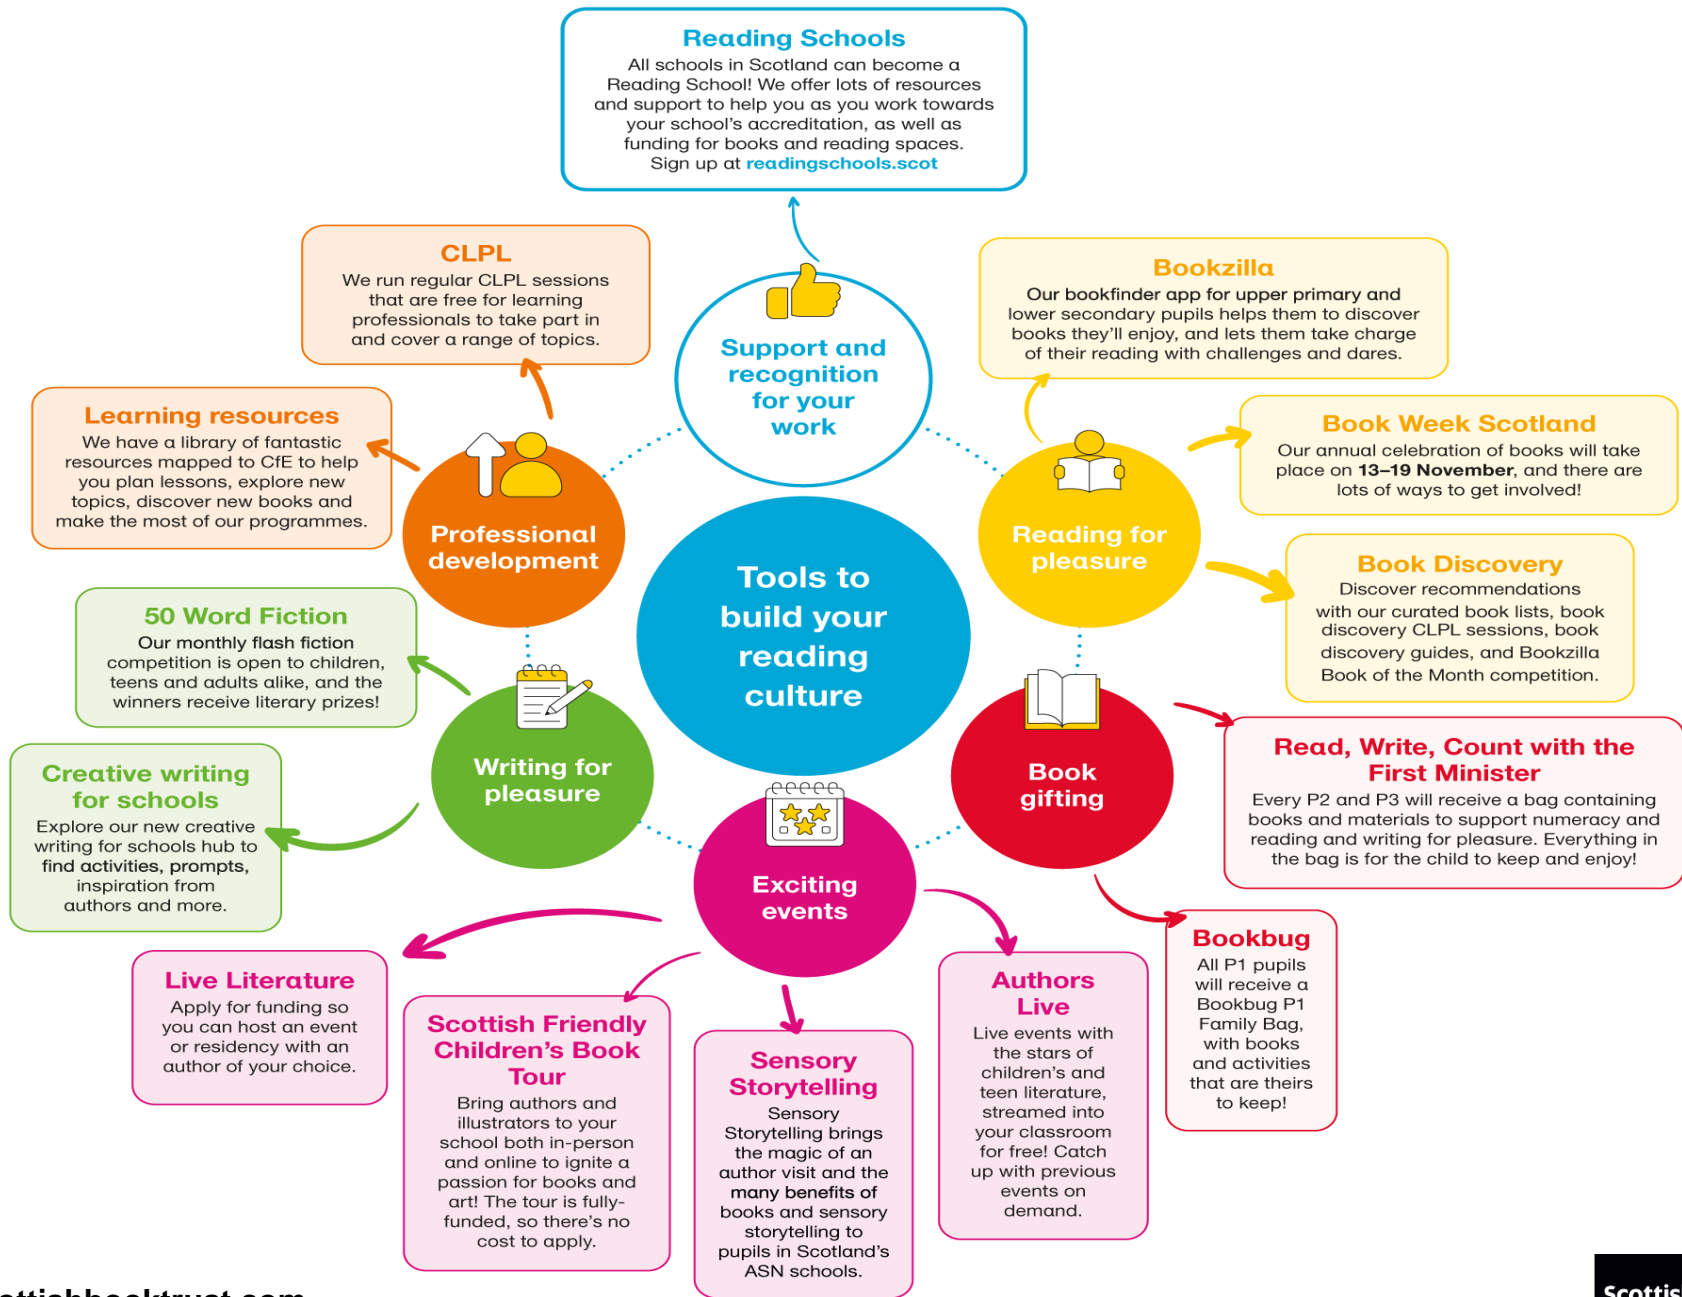 Reading Schools
All schools in Scotland can become a
Reading School! We offer lots of resources
and support to help you as you work towards
your school's accreditation, as well as
funding for books and reading spaces.
Sign up at readingschools.scot
CLPL
We run regular CLPL sessions
that are free for learning
professionals to take part in
and cover a range of topics.
Bookzilla
Our bookfinder app for upper primary and
lower secondary pupils helps them to discover
books they'll enjoy, and lets them take charge
of their reading with challenges and dares.
Support and
recognition
for your
work
Learning resources
We have a library of fantastic
resources mapped to CfE to help
you plan lessons, explore new
topics, discover new books and
make the most of our programmes.
Book Week Scotland
Our annual celebration of books will take
place on 13–19 November, and there are
lots of ways to get involved!
Professional
development
Reading for
pleasure
Tools to
build your
reading
culture
Book Discovery
Discover recommendations
with our curated book lists, book
discovery CLPL sessions, book
discovery guides, and Bookzilla
Book of the Month competition.
50 Word Fiction
Our monthly flash fiction
competition is open to children,
teens and adults alike, and the
winners receive literary prizes!
Writing for
pleasure
Book
gifting
Read, Write, Count with the
First Minister
Every P2 and P3 will receive a bag containing
books and materials to support numeracy and
reading and writing for pleasure. Everything in
the bag is for the child to keep and enjoy!
Creative writing
for schools
Explore our new creative
writing for schools hub to
find activities, prompts,
inspiration from
authors and more.
Exciting
events
Bookbug
All P1 pupils
will receive a
Bookbug P1
Family Bag,
with books
and activities
that are theirs
to keep!
Live Literature
Apply for funding so
you can host an event
or residency with an
author of your choice.
Scottish Friendly
Children's Book
Tour
Bring authors and
illustrators to your
school both in-person
and online to ignite a
passion for books and
art! The tour is fully-
funded, so there's no
cost to apply.
Sensory
Storytelling
Sensory
Storytelling brings
the magic of an
author visit and the
many benefits of
books and sensory
storytelling to
pupils in Scotland's
ASN schools.
Authors
Live
Live events with
the stars of
children's and
teen literature,
streamed into
your classroom
for free! Catch
up with previous
events on
demand.